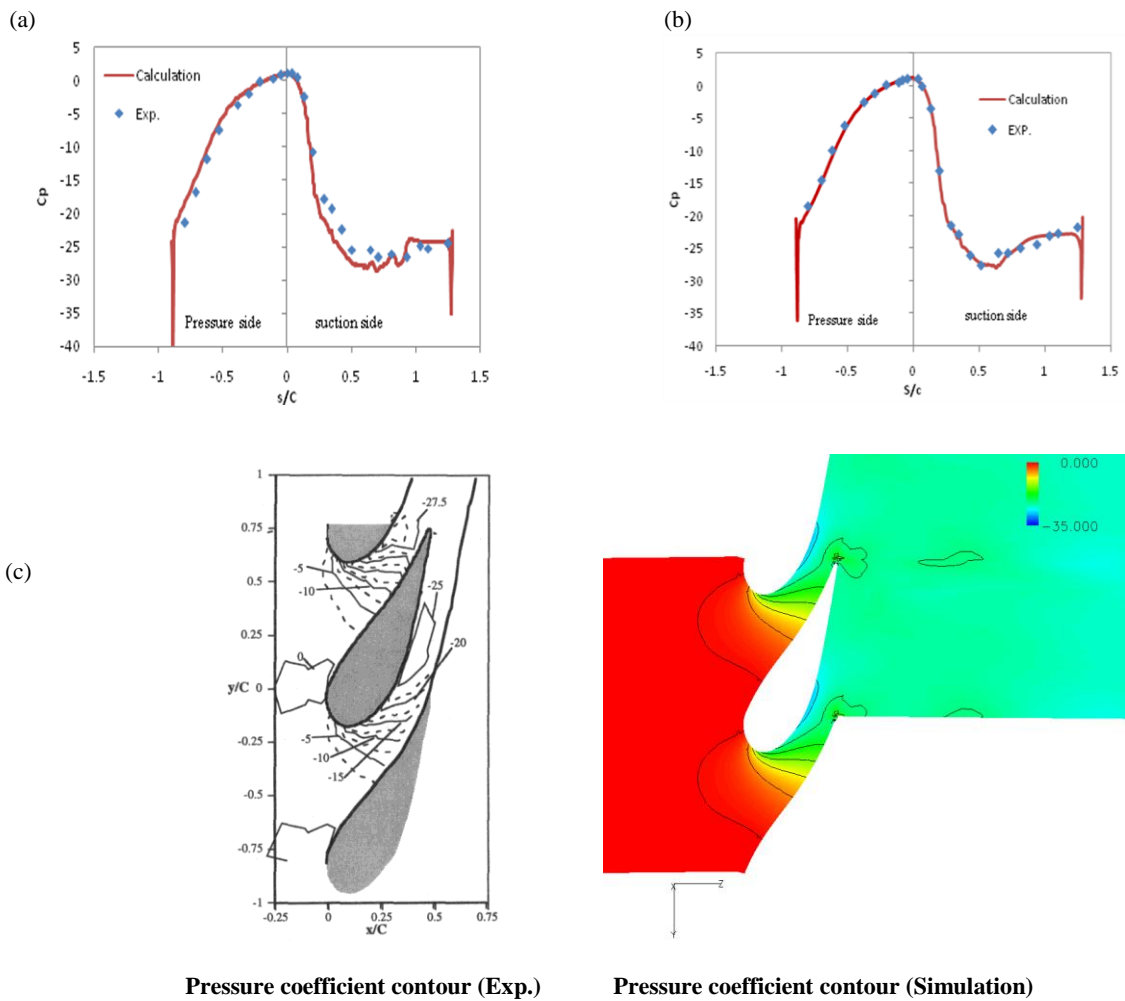 (a)
(b)
5
0
-5
-10
-15
-20
-25
-30
-35
-40
Cp
Calculation
Exp.
Pressure side
suction side
-1.5
-1
-0.5
0
0.5
1
1.5
s/C
5
0
-5
-10
-15
-20
-25
-30
-35
-40
Cp
Calculation
EXP.
Pressure side
suction side
-1.5
-1
-0.5
0
0.5
1
1.5
S/c
(c)
1
0.75
0.5
0.25
y/C 0
-0.25
-0.5
-0.75
-1
-27.5
-5
-10
-25
-20
0
-5
-10
-15
-0.25
0
0.25
0.5
0.75
x/C
0.000
-35.000
X
Z
Y
Pressure coefficient contour (Exp.)
Pressure coefficient contour (Simulation)